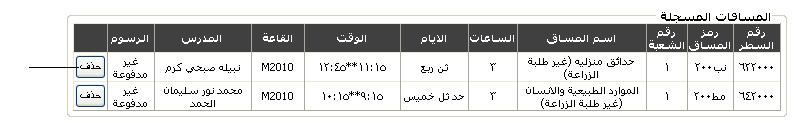 المساقات المسجلة
رقم السطر رمز المساق رقم الشعبة اسم المساق الساعات الايام الوقت القاعة المدرس الرسوم
٦٢٢٠٠٠ نب٢٠٠ ١ حدائق منزليه (غير طلبة الزراعة) ٣ ثن ربع ١١:١٥**١٢:٤٥ M2010 نبيله صبحي كرم غير مدفوعة حذف
٦٤٢٠٠٠ مط٢٠٠ ١ الموارد الطبيعية والانسان (غير طلبة الزراعة) ٣ حد ثل خميس ٩:١٥**١٠:١٥ M2010 محمد نور سليمان الحمد غير مدفوعة حذف